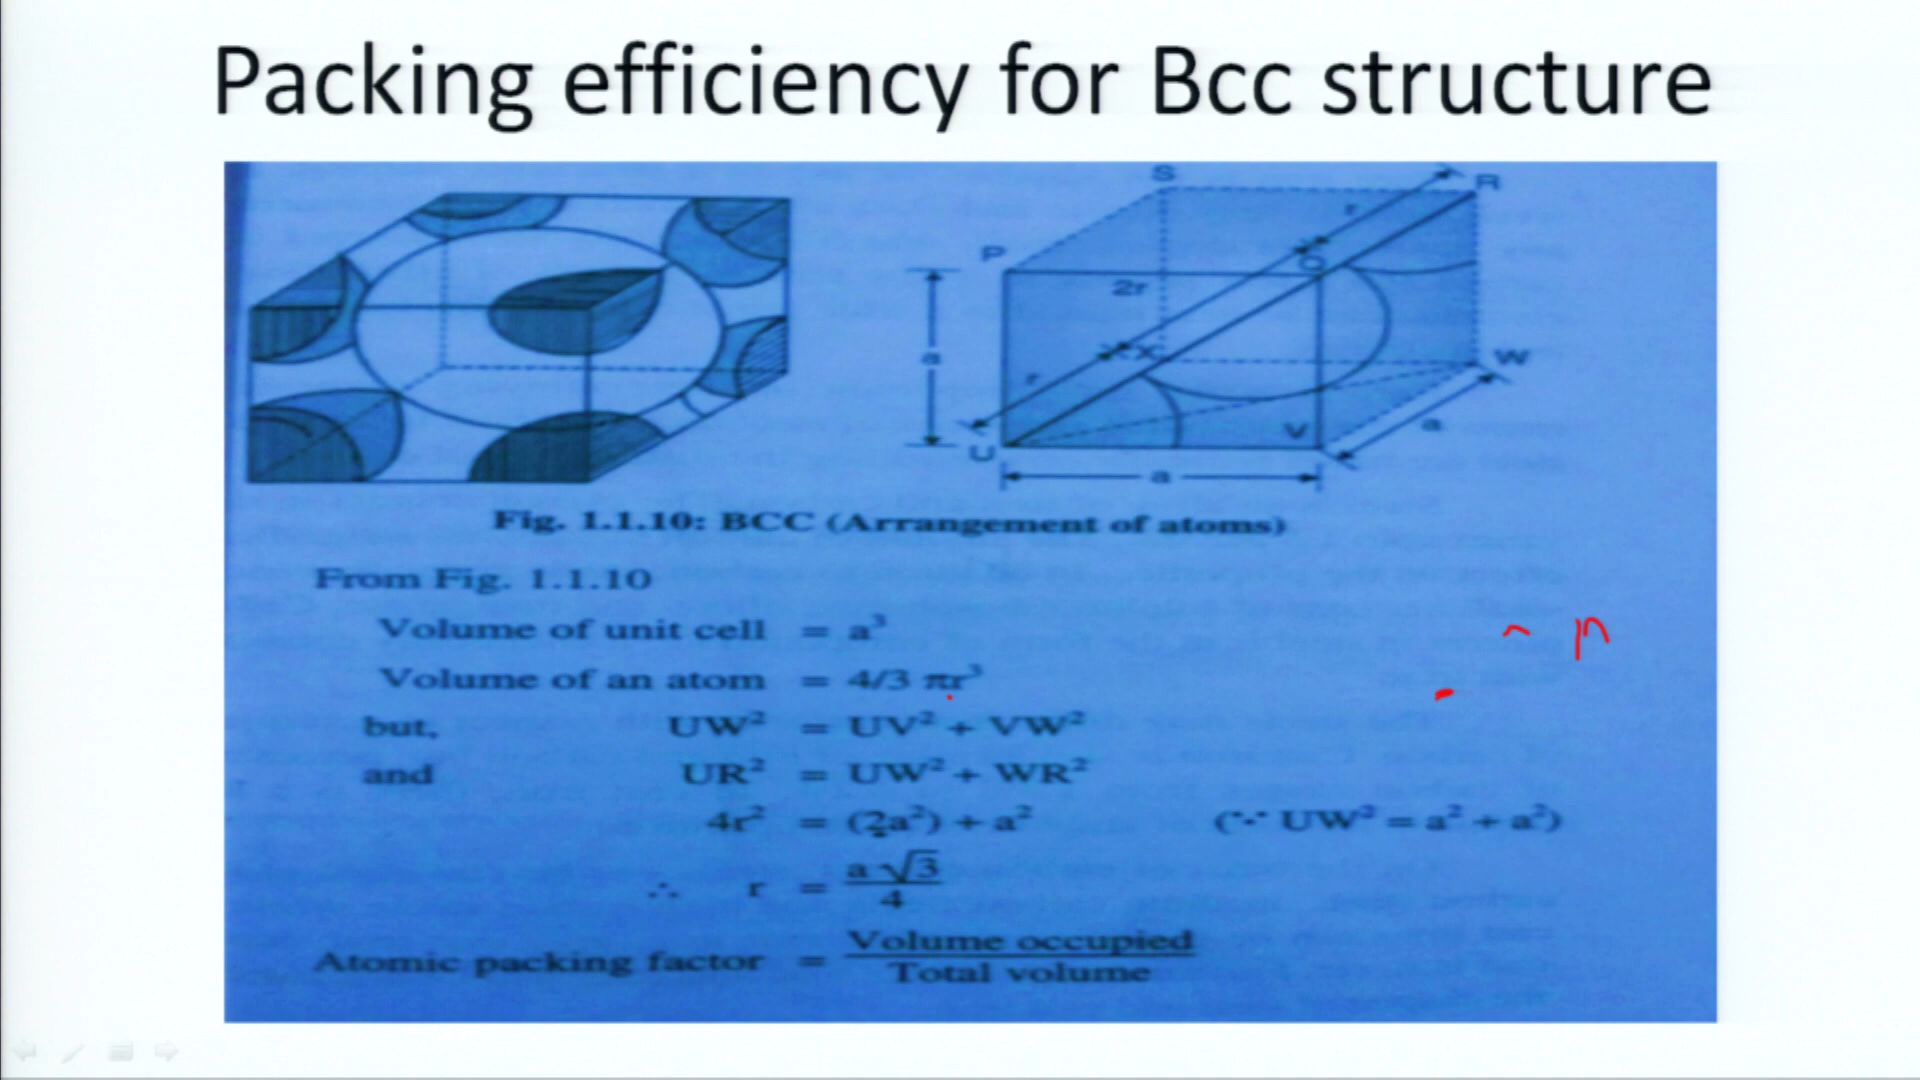 Packing efficiency for Bcc structure
S
R
r
P
Q
2r
a
X
W
r
a
V
U
a
Fig. 1.1.10: BCC (Arrangement of atoms)
From Fig. 1.1.10
Volume of unit cell = a³
Volume of an atom = 4/3 πr³
but, UW² = UV² + VW²
and UR² = UW² + WR²
4r² = (2a²) + a² (∵ UW² = a² + a²)
∴ r = a √3 / 4
Atomic packing factor = Volume occupied / Total volume